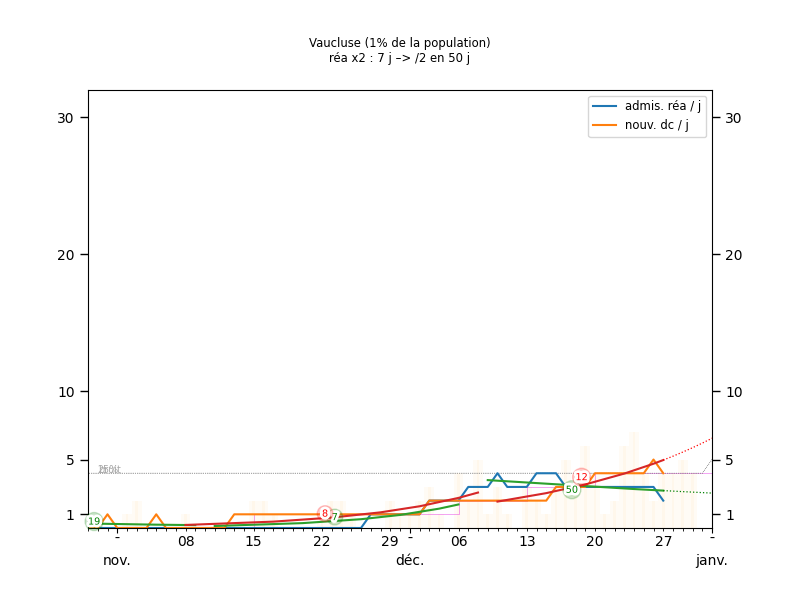 Vaucluse (1% de la population)
réa x2 : 7 j –> /2 en 50 j
admis. réa / j
nouv. dc / j
30 30
20 20
10 10
5 5
1 1
19
8
7
50
12
- 08 15 22 29 - 06 13 20 27 -
nov. déc. janv.